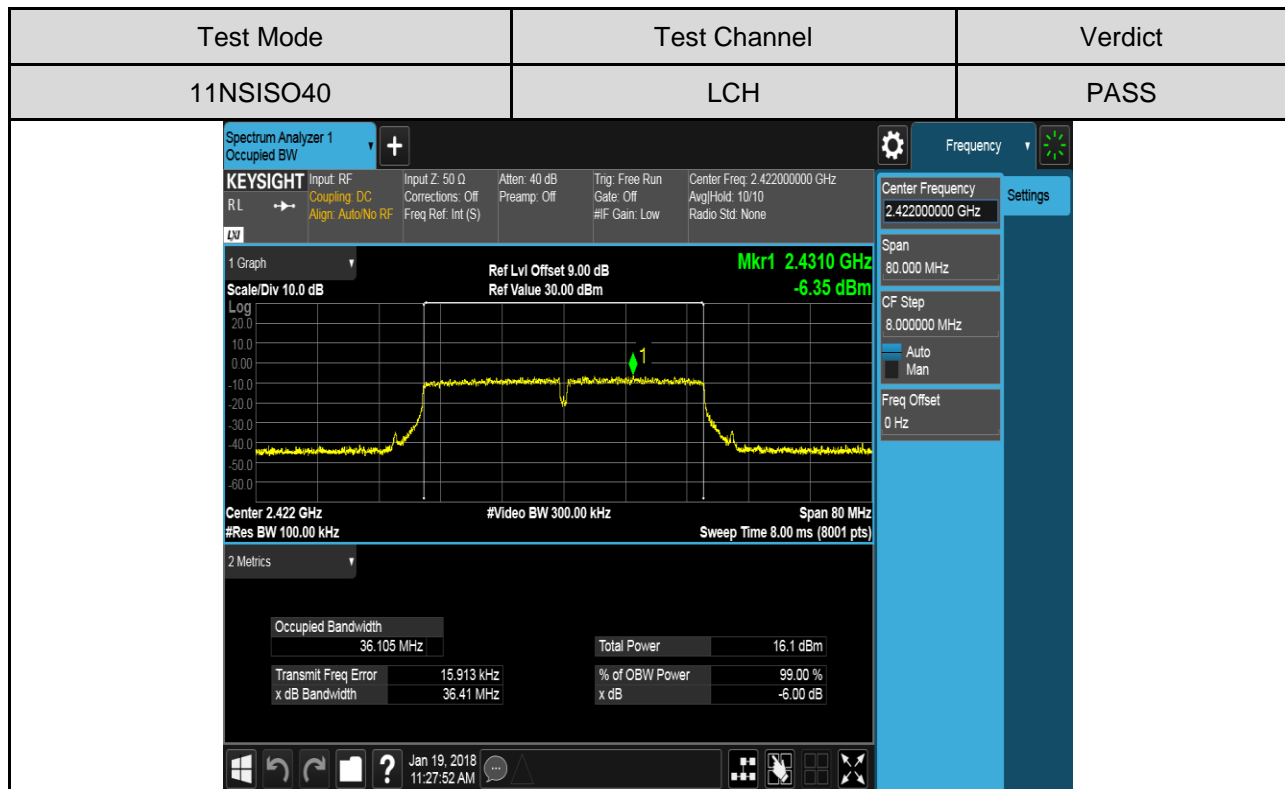 Test Mode Test Channel Verdict
11NSISO40 LCH PASS
Spectrum Analyzer 1
Occupied BW
+
Frequency
KEYSIGHT
R L
LXI
Input: RF
Coupling: DC
Align: Auto/No RF
Input Z: 50 Ω
Corrections: Off
Freq Ref: Int (S)
Atten: 40 dB
Preamp: Off
Trig: Free Run
Gate: Off
#IF Gain: Low
Center Freq: 2.422000000 GHz
Avg|Hold: 10/10
Radio Std: None
Center Frequency
2.422000000 GHz
Settings
Span
80.000 MHz
CF Step
8.000000 MHz
Auto
Man
Freq Offset
0 Hz
1 Graph
Scale/Div 10.0 dB
Ref Lvl Offset 9.00 dB
Ref Value 30.00 dBm
Mkr1 2.4310 GHz
-6.35 dBm
Log
20.0
10.0
0.00
-10.0
-20.0
-30.0
-40.0
-50.0
-60.0
1
Center 2.422 GHz #Video BW 300.00 kHz Span 80 MHz
#Res BW 100.00 kHz Sweep Time 8.00 ms (8001 pts)
2 Metrics
Occupied Bandwidth
36.105 MHz
Total Power 16.1 dBm
Transmit Freq Error 15.913 kHz % of OBW Power 99.00 %
x dB Bandwidth 36.41 MHz x dB -6.00 dB
?
Jan 19, 2018
11:27:52 AM